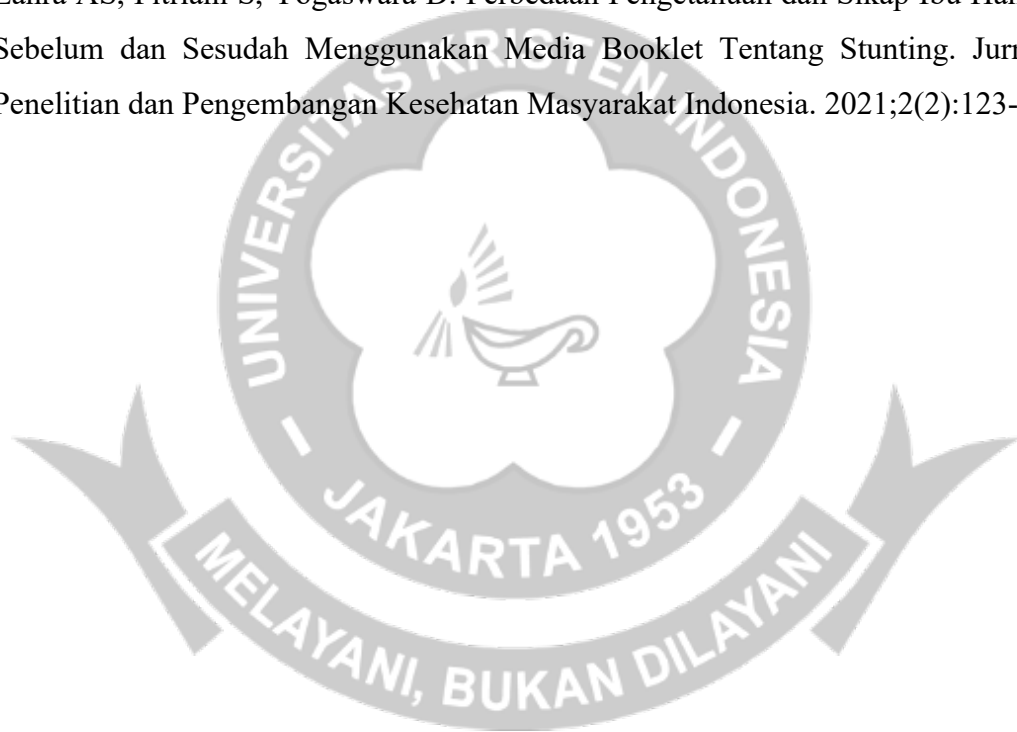 Sebelum dan Sesudah Menggunakan Media Booklet Tentang Stunting.
Penelitian dan Pengembangan Kesehatan Masyarakat Indonesia. 2021;2(2):123-
UNIVERSITAS KRISTEN INDONESIA
JAKARTA 1953
MELAYANI, BUKAN DILAYANI